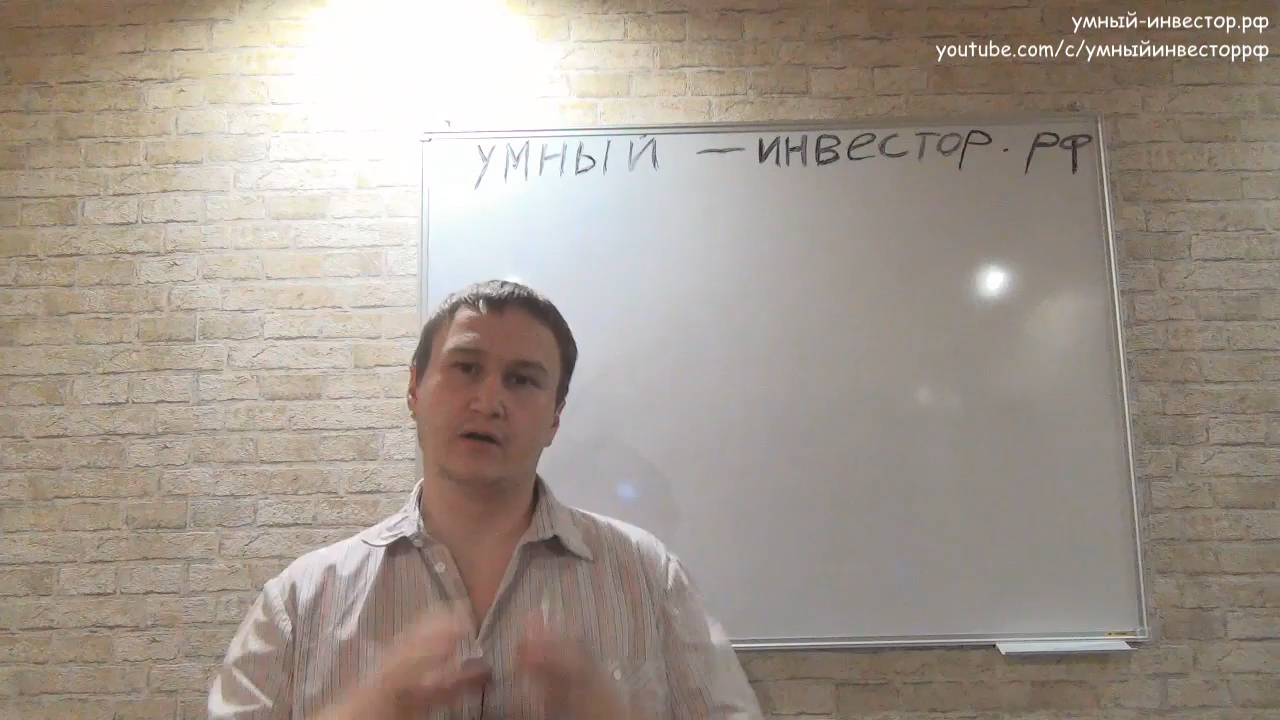 умный-инвестор.рф
youtube.com/c/умныйинвесторрф
УМНЫЙ — ИНВЕСТОР. РФ